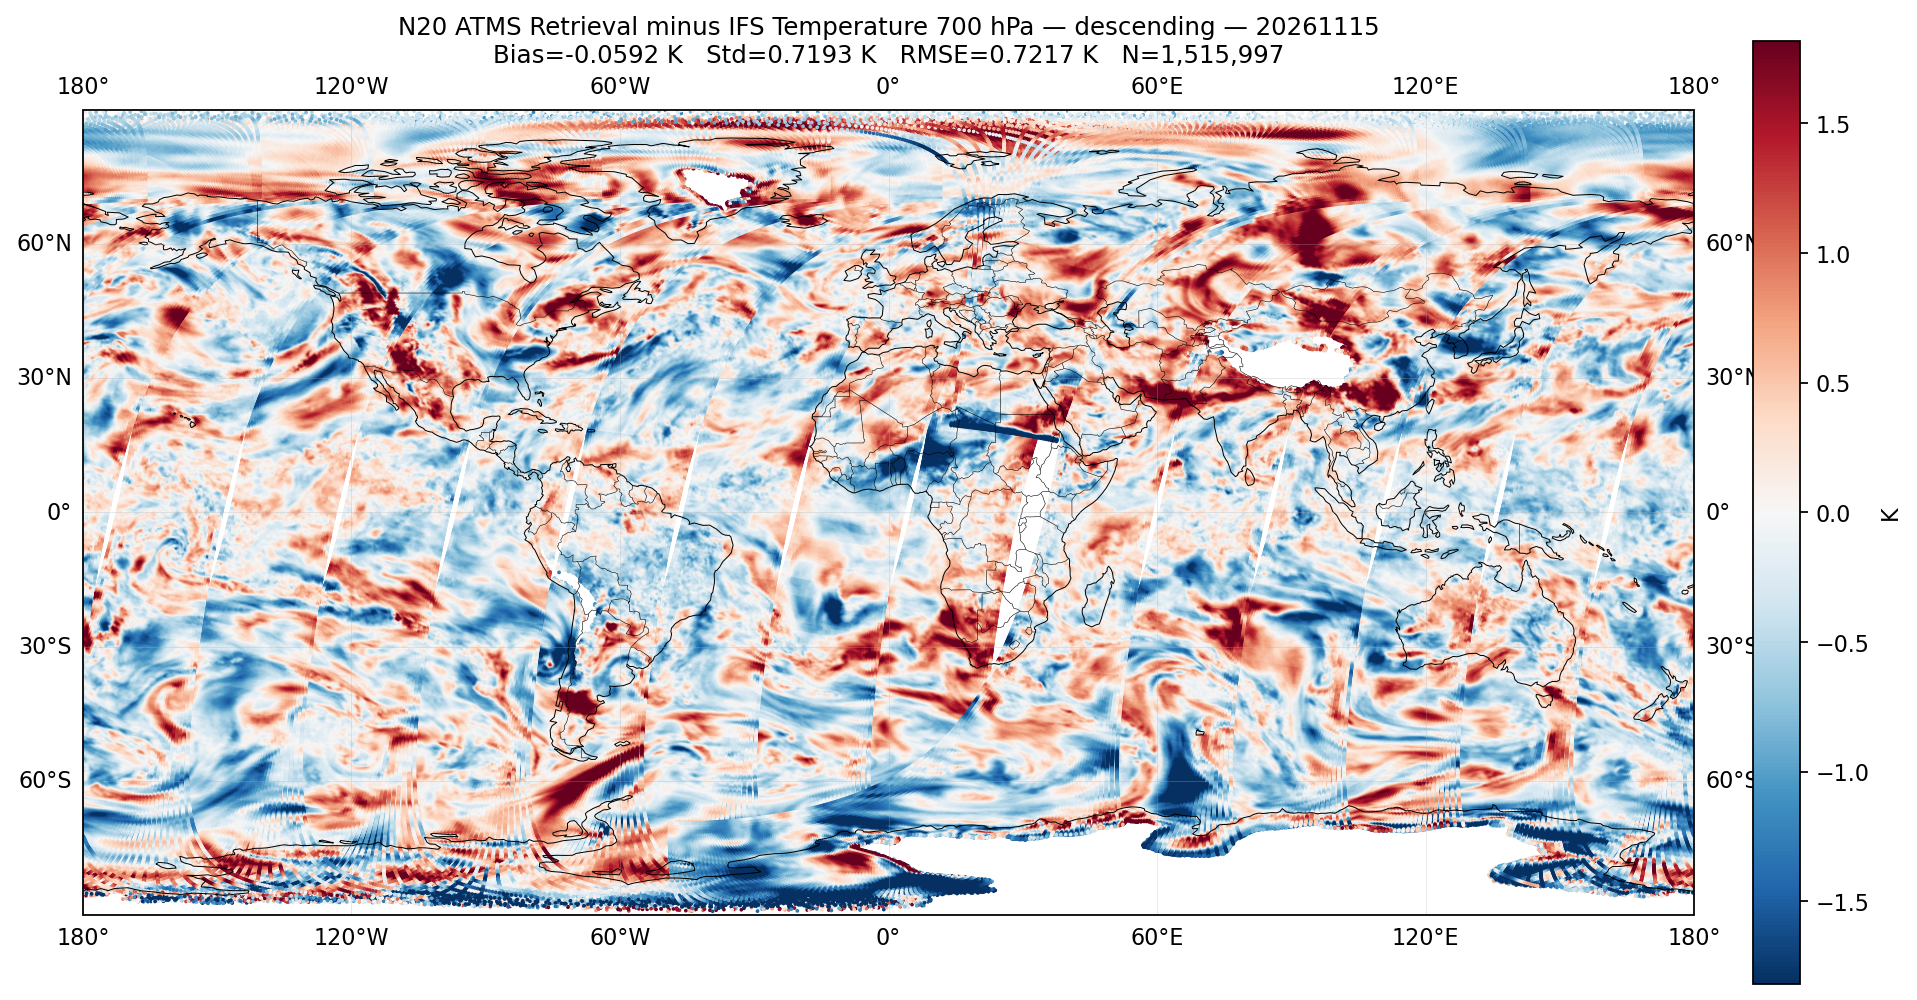 N20 ATMS Retrieval minus IFS Temperature 700 hPa — descending — 20261115
Bias=-0.0592 K   Std=0.7193 K   RMSE=0.7217 K   N=1,515,997
180° 120°W 60°W 0° 60°E 120°E 180°
60°N 60°N
30°N 30°N
0° 0°
30°S 30°S
60°S 60°S
180° 120°W 60°W 0° 60°E 120°E 180°
1.5
1.0
0.5
0.0
−0.5
−1.0
−1.5
K